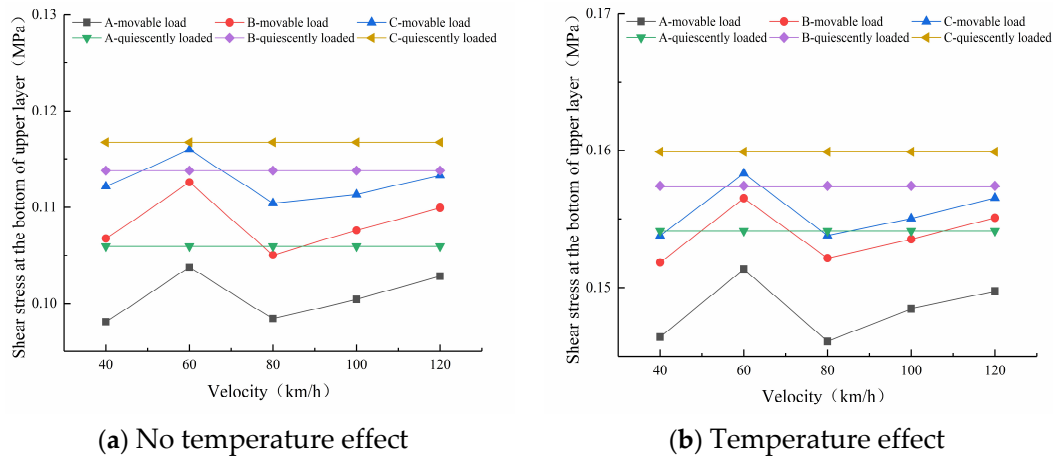 A-movable load B-movable load C-movable load
A-quiescently loaded B-quiescently loaded C-quiescently loaded
Shear stress at the bottom of upper layer（MPa）
0.13
0.12
0.11
0.10
40 60 80 100 120
Velocity（km/h）
(a) No temperature effect
A-movable load B-movable load C-movable load
A-quiescently loaded B-quiescently loaded C-quiescently loaded
Shear stress at the bottom of upper layer（MPa）
0.17
0.16
0.15
40 60 80 100 120
Velocity（km/h）
(b) Temperature effect